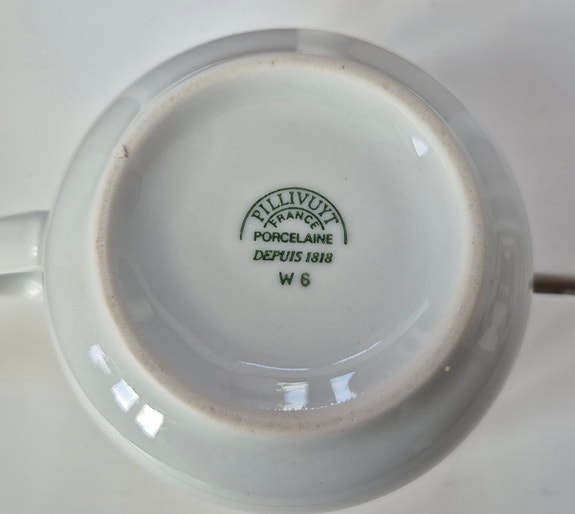 PILLIVUYT
FRANCE
PORCELAINE
DEPUIS 1818
W 6